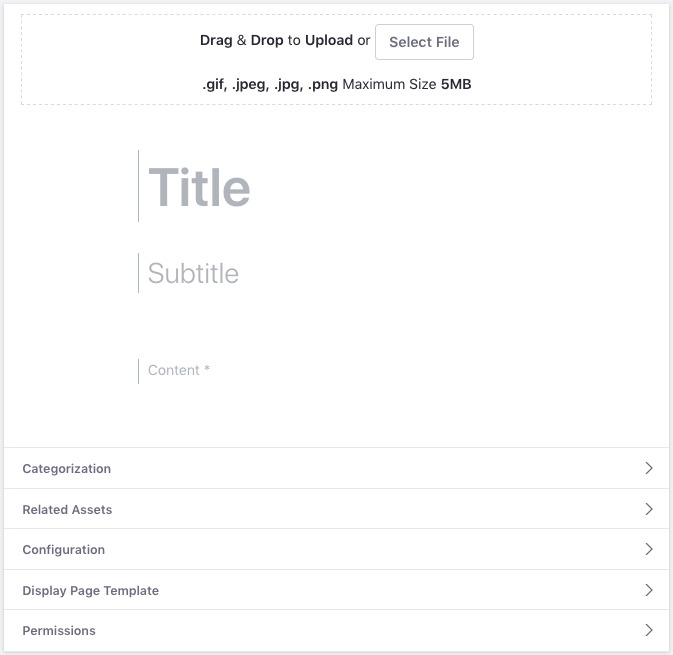 Drag & Drop to Upload or Select File
.gif, .jpeg, .jpg, .png Maximum Size 5MB
Title
Subtitle
Content *
Categorization
Related Assets
Configuration
Display Page Template
Permissions